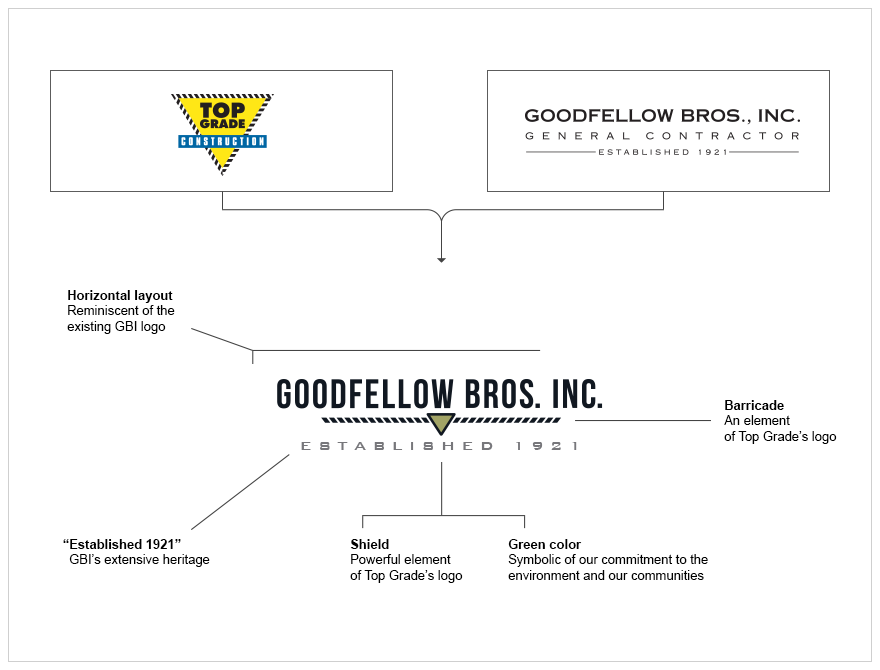 TOP
GRADE
CONSTRUCTION
GOODFELLOW BROS., INC.
GENERAL CONTRACTOR
ESTABLISHED 1921
Horizontal layout
Reminiscent of the
existing GBI logo
GOODFELLOW BROS. INC.
ESTABLISHED 1921
Barricade
An element
of Top Grade’s logo
“Established 1921”
GBI’s extensive heritage
Shield
Powerful element
of Top Grade’s logo
Green color
Symbolic of our commitment to the
environment and our communities